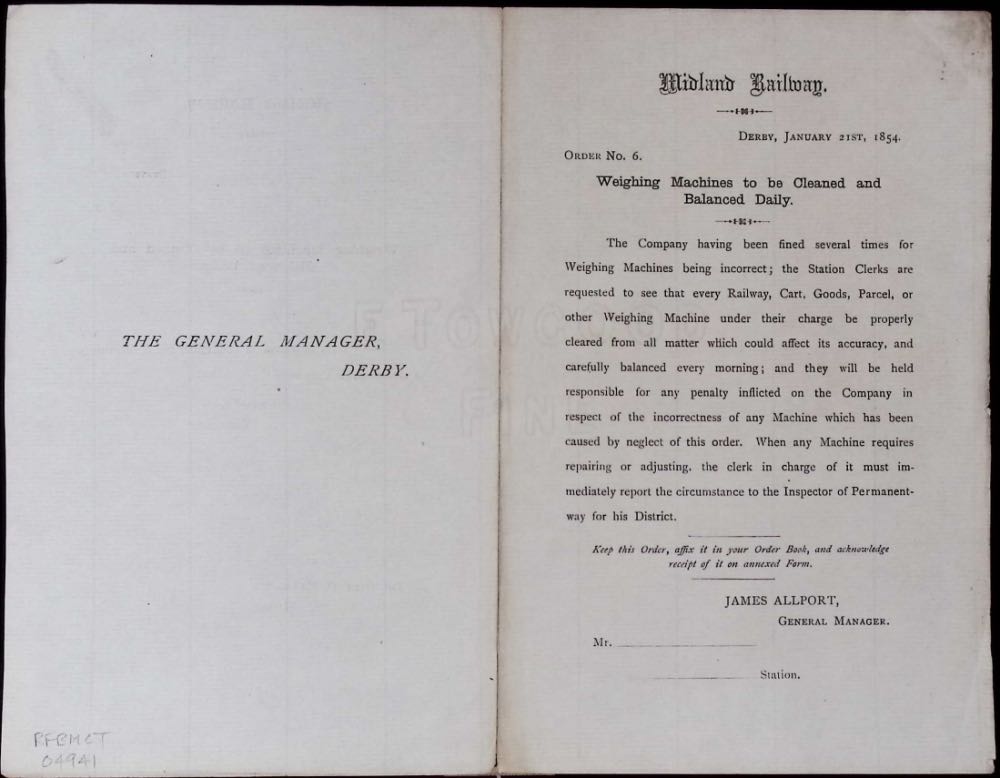 THE GENERAL MANAGER,
DERBY.
RFBMCT
04941
Midland Railway.
DERBY, JANUARY 21ST, 1854.
ORDER No. 6.
Weighing Machines to be Cleaned and
Balanced Daily.
The Company having been fined several times for
Weighing Machines being incorrect; the Station Clerks are
requested to see that every Railway, Cart, Goods, Parcel, or
other Weighing Machine under their charge be properly
cleared from all matter which could affect its accuracy, and
carefully balanced every morning; and they will be held
responsible for any penalty inflicted on the Company in
respect of the incorrectness of any Machine which has been
caused by neglect of this order. When any Machine requires
repairing or adjusting, the clerk in charge of it must im-
mediately report the circumstance to the Inspector of Permanent-
way for his District.
Keep this Order, affix it in your Order Book, and acknowledge
receipt of it on annexed Form.
JAMES ALLPORT,
GENERAL MANAGER.
Mr.
Station.